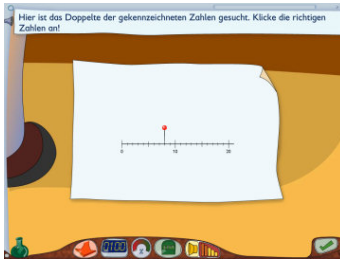 Hier ist das Doppelte der gekennzeichneten Zahlen gesucht. Klicke die richtigen
Zahlen an!
0 10 20